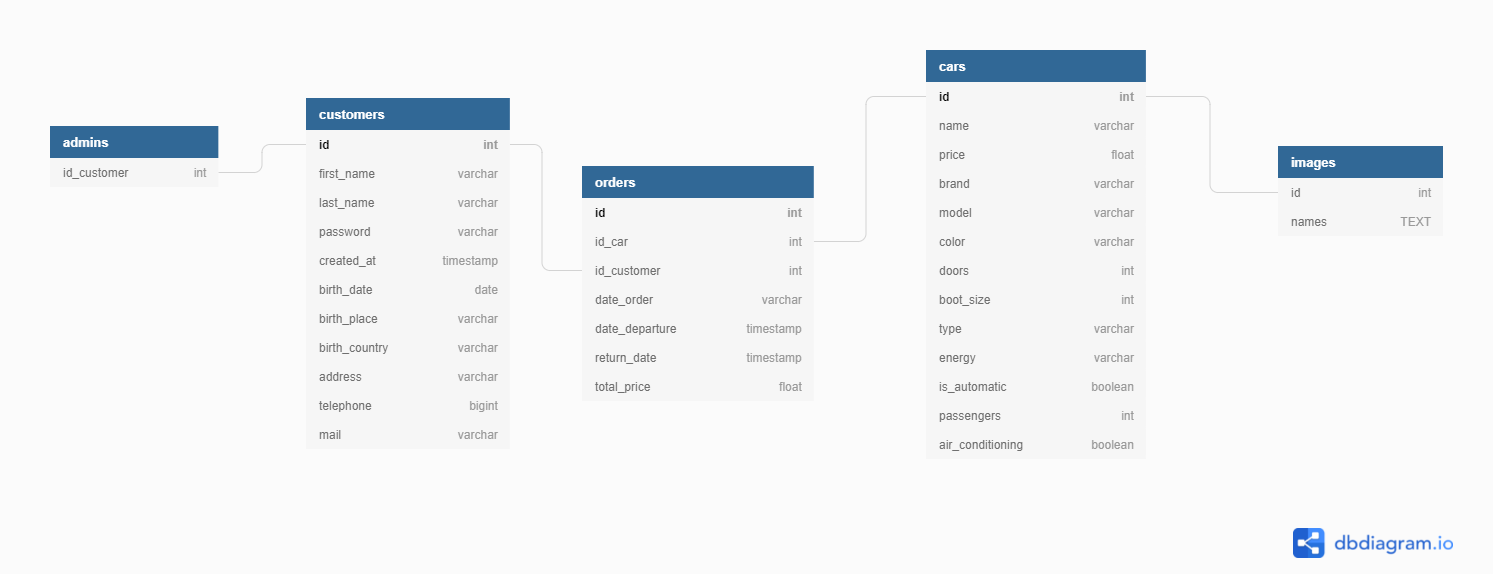 admins
id_customer int
customers
id int
first_name varchar
last_name varchar
password varchar
created_at timestamp
birth_date date
birth_place varchar
birth_country varchar
address varchar
telephone bigint
mail varchar
orders
id int
id_car int
id_customer int
date_order varchar
date_departure timestamp
return_date timestamp
total_price float
cars
id int
name varchar
price float
brand varchar
model varchar
color varchar
doors int
boot_size int
type varchar
energy varchar
is_automatic boolean
passengers int
air_conditioning boolean
images
id int
names TEXT
dbdiagram.io